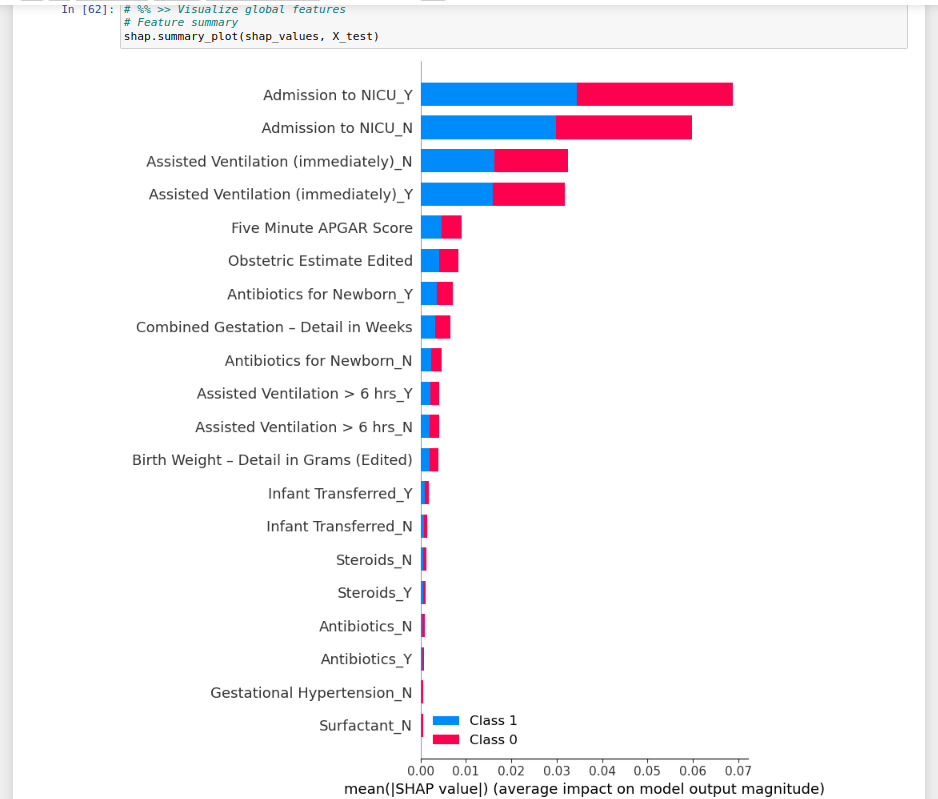 In [62]: # %% >> Visualize global features
# Feature summary
shap.summary_plot(shap_values, X_test)
Admission to NICU_Y
Admission to NICU_N
Assisted Ventilation (immediately)_N
Assisted Ventilation (immediately)_Y
Five Minute APGAR Score
Obstetric Estimate Edited
Antibiotics for Newborn_Y
Combined Gestation – Detail in Weeks
Antibiotics for Newborn_N
Assisted Ventilation > 6 hrs_Y
Assisted Ventilation > 6 hrs_N
Birth Weight – Detail in Grams (Edited)
Infant Transferred_Y
Infant Transferred_N
Steroids_N
Steroids_Y
Antibiotics_N
Antibiotics_Y
Gestational Hypertension_N
Surfactant_N
Class 1
Class 0
0.00 0.01 0.02 0.03 0.04 0.05 0.06 0.07
mean(|SHAP value|) (average impact on model output magnitude)